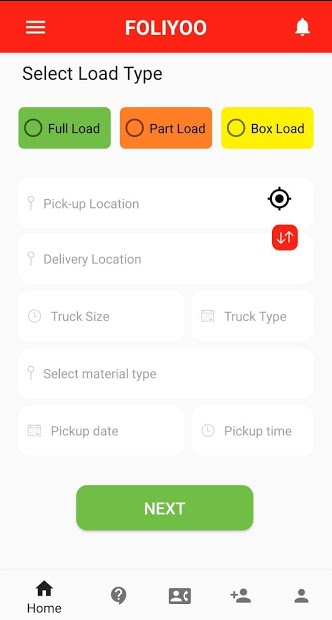 FOLIYOO
Select Load Type
Full Load Part Load Box Load
Pick-up Location
Delivery Location
Truck Size Truck Type
Select material type
Pickup date Pickup time
NEXT
Home